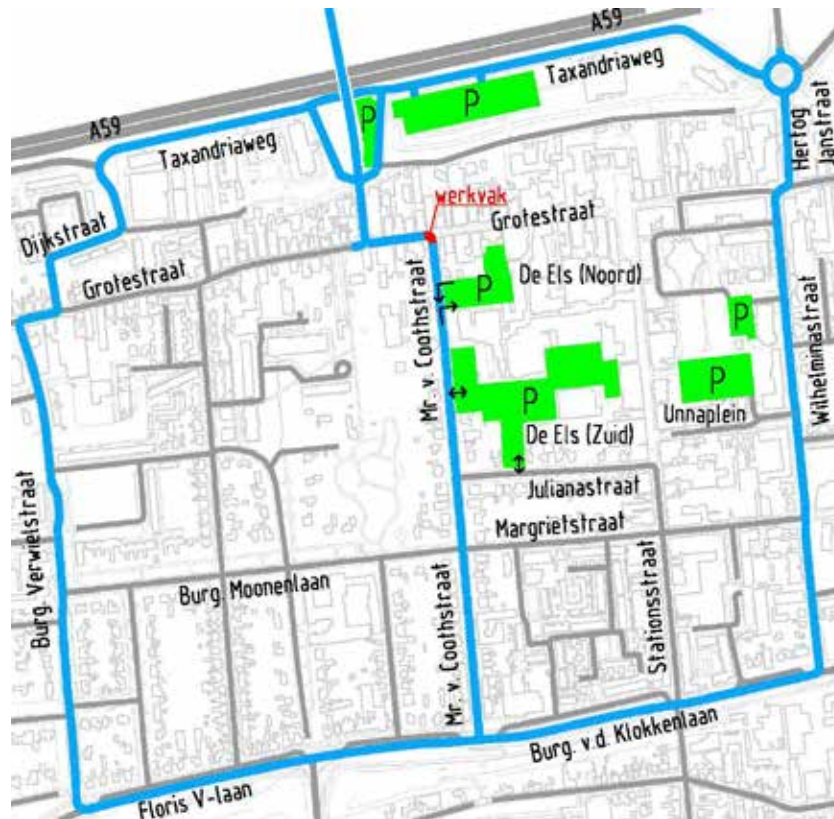 A59
Taxandriaweg
P
P
A59
Taxandriaweg
Hertog
Janstraat
werkvak
Grotestraat
Dijkstraat
Grotestraat
De Els (Noord)
P
Mr. v. Coothstraat
P
P
Wilhelminastraat
P
Unnaplein
De Els (Zuid)
Julianastraat
Margrietstraat
Burg. Verwielstraat
Burg. Moonenlaan
Mr. v. Coothstraat
Stationsstraat
Burg. v.d. Klokkenlaan
Floris V-laan